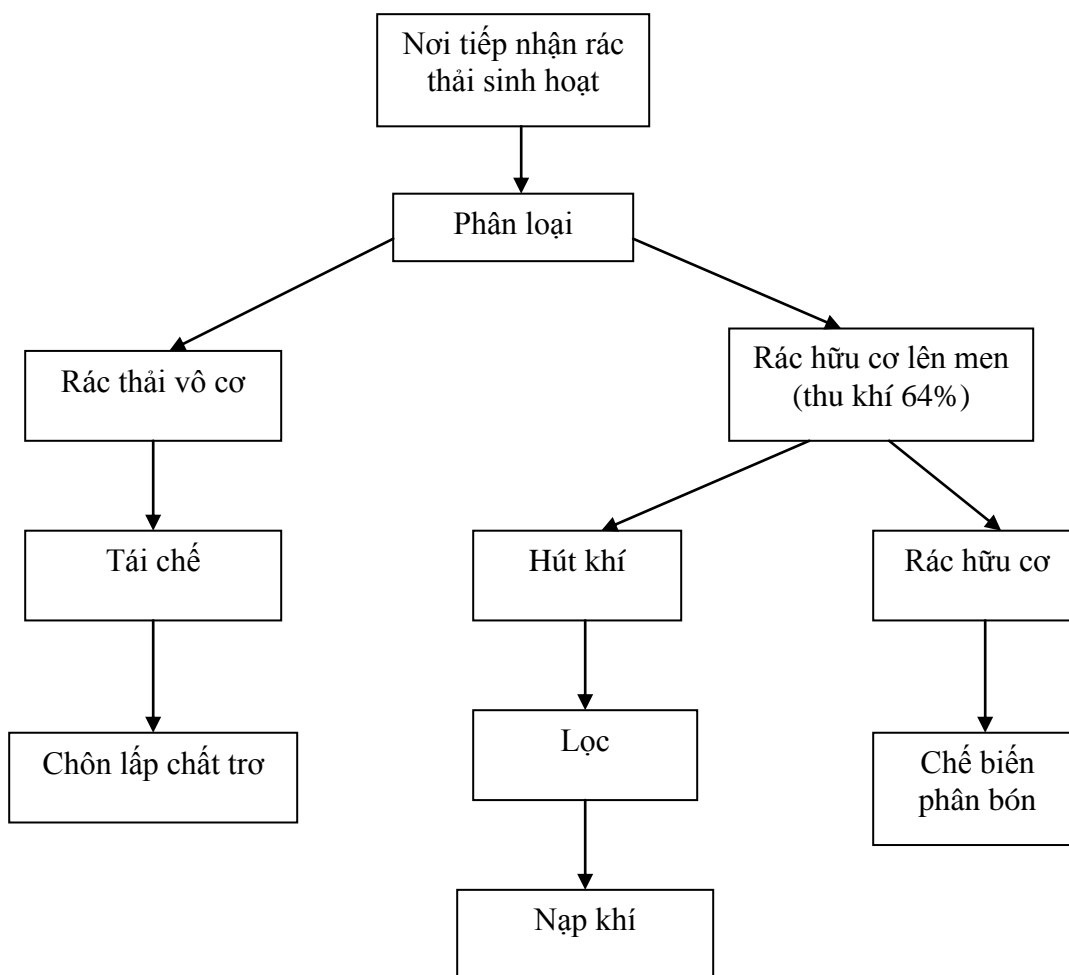 Nơi tiếp nhận rác
thải sinh hoạt
Phân loại
Rác thải vô cơ
Rác hữu cơ lên men
(thu khí 64%)
Tái chế
Hút khí
Rác hữu cơ
Lọc
Chôn lấp chất trơ
Chế biến
phân bón
Nạp khí